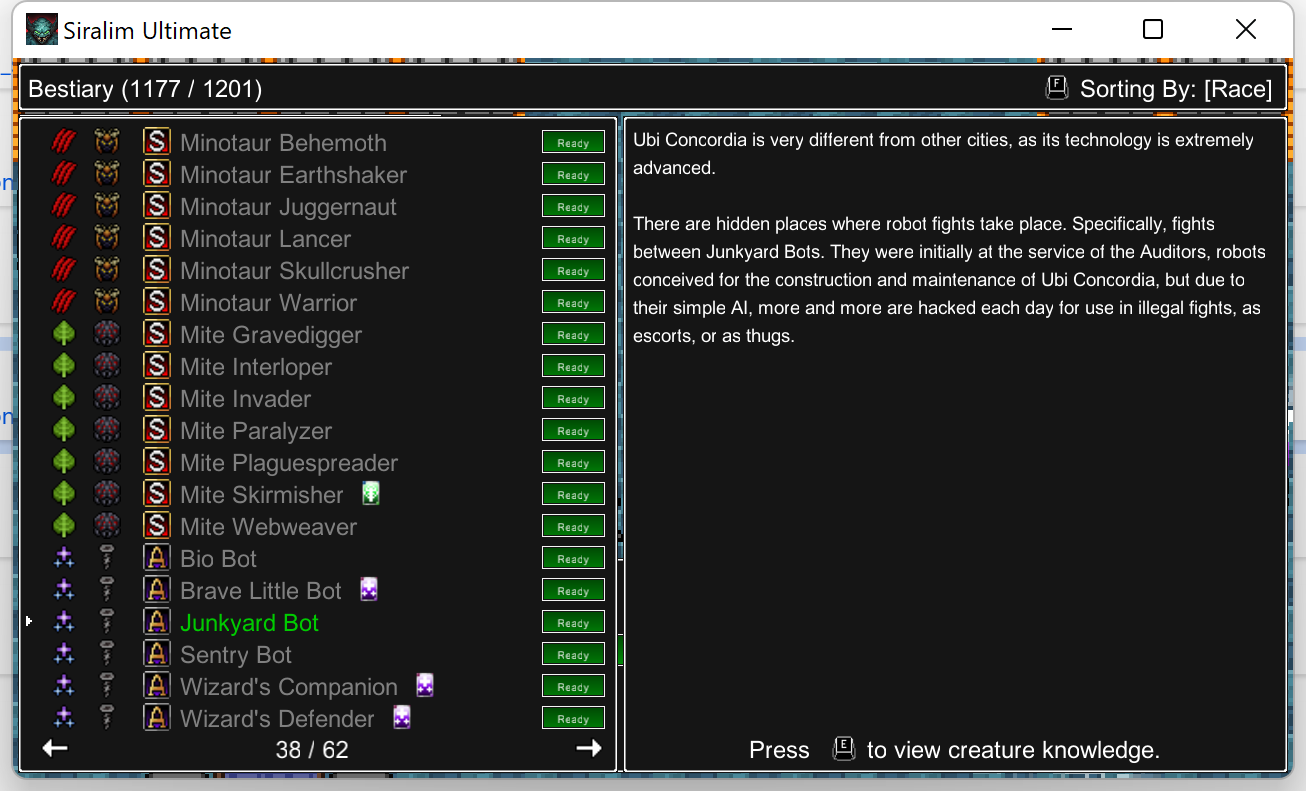 Siralim Ultimate
Bestiary (1177 / 1201)
F Sorting By: [Race]
S Minotaur Behemoth Ready
S Minotaur Earthshaker Ready
S Minotaur Juggernaut Ready
S Minotaur Lancer Ready
S Minotaur Skullcrusher Ready
S Minotaur Warrior Ready
S Mite Gravedigger Ready
S Mite Interloper Ready
S Mite Invader Ready
S Mite Paralyzer Ready
S Mite Plaguespreader Ready
S Mite Skirmisher Ready
S Mite Webweaver Ready
A Bio Bot Ready
A Brave Little Bot Ready
A Junkyard Bot Ready
A Sentry Bot Ready
A Wizard's Companion Ready
A Wizard's Defender Ready
38 / 62
Ubi Concordia is very different from other cities, as its technology is extremely
advanced.
There are hidden places where robot fights take place. Specifically, fights
between Junkyard Bots. They were initially at the service of the Auditors, robots
conceived for the construction and maintenance of Ubi Concordia, but due to
their simple AI, more and more are hacked each day for use in illegal fights, as
escorts, or as thugs.
Press E to view creature knowledge.